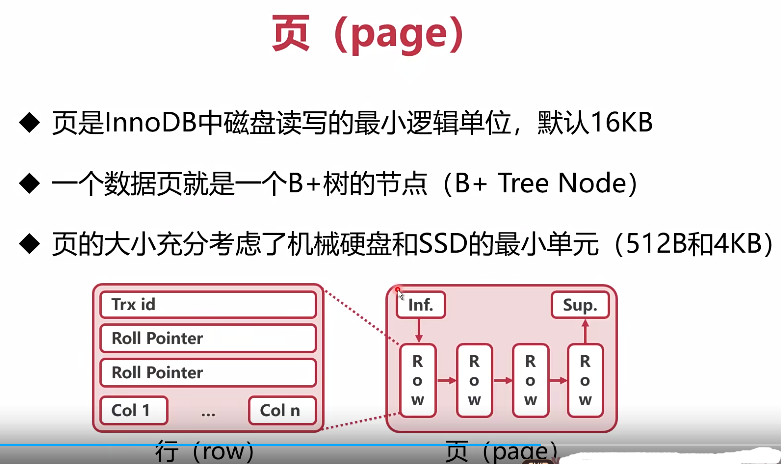 页（page）
◆ 页是InnoDB中磁盘读写的最小逻辑单位，默认16KB
◆ 一个数据页就是一个B+树的节点（B+ Tree Node）
◆ 页的大小充分考虑了机械硬盘和SSD的最小单元（512B和4KB）
Trx id
Roll Pointer
Roll Pointer
Col 1 ... Col n
行（row）
Inf. Sup.
Row Row Row Row
页（page）